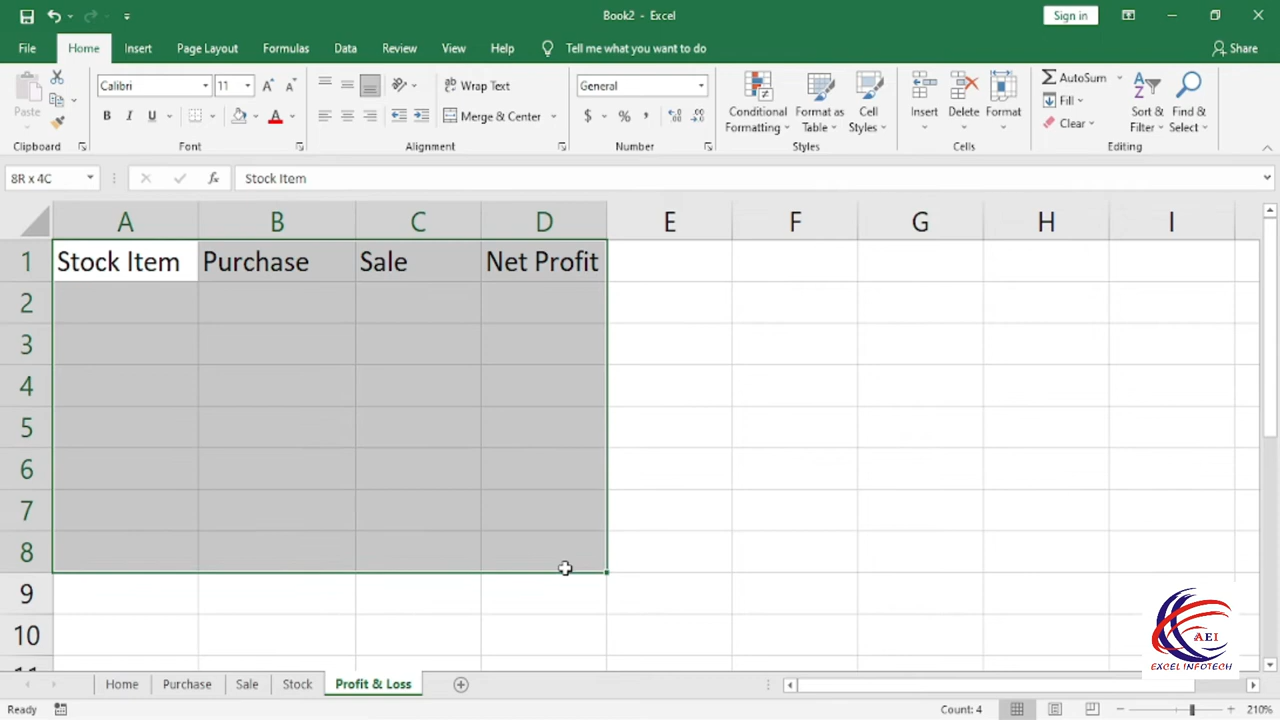 Book2 - Excel
Sign in
File Home Insert Page Layout Formulas Data Review View Help Tell me what you want to do Share
Paste
Clipboard
Calibri 11
B I U
Font
Wrap Text
Merge & Center
Alignment
General
$ % ,
Number
Conditional Formatting
Format as Table
Cell Styles
Styles
Insert Delete Format
Cells
AutoSum
Fill
Clear
Sort & Filter
Find & Select
Editing
8R x 4C fx Stock Item
A B C D E F G H I
1 Stock Item Purchase Sale Net Profit
2
3
4
5
6
7
8
9
10
AEI
EXCEL INFOTECH
Home Purchase Sale Stock Profit & Loss
Ready Count: 4 210%